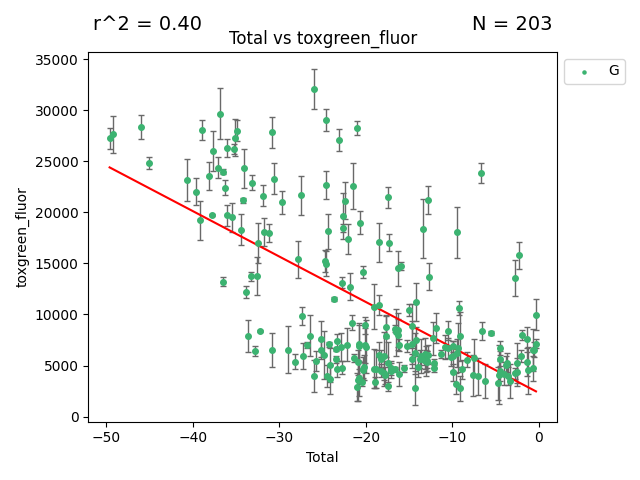 r^2 = 0.40
N = 203
Total vs toxgreen_fluor
G
35000
30000
25000
20000
15000
10000
5000
0
toxgreen_fluor
−50
−40
−30
−20
−10
0
Total